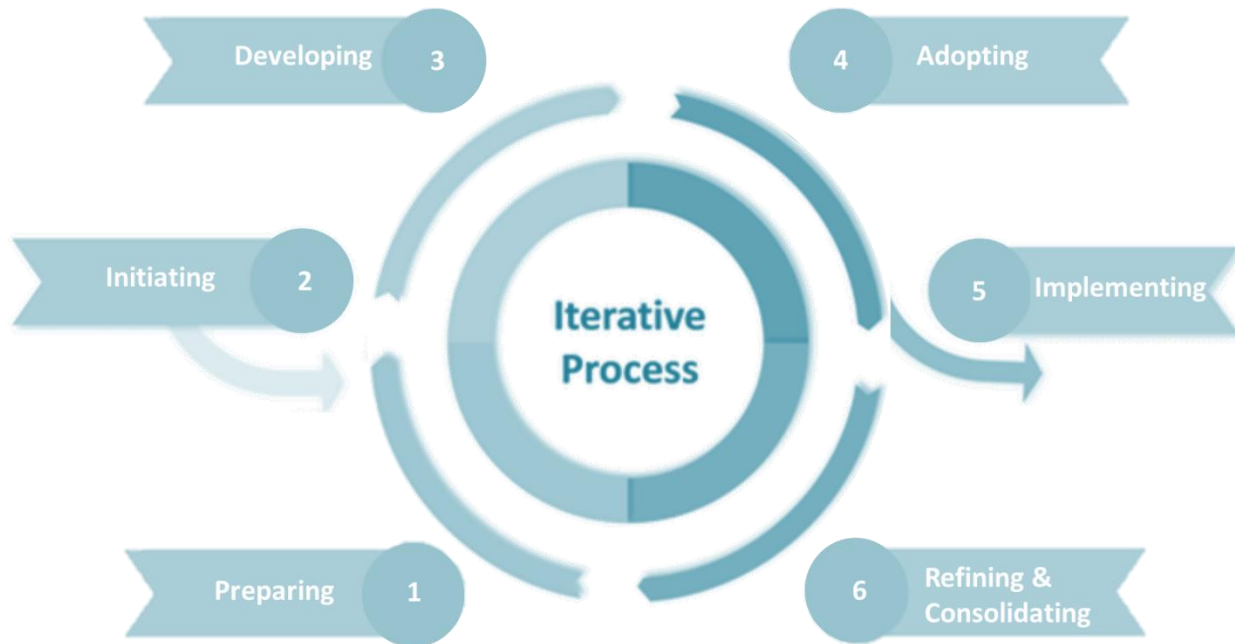 Developing 3
4 Adopting
Initiating 2
5 Implementing
Iterative
Process
Preparing 1
6 Refining &
Consolidating